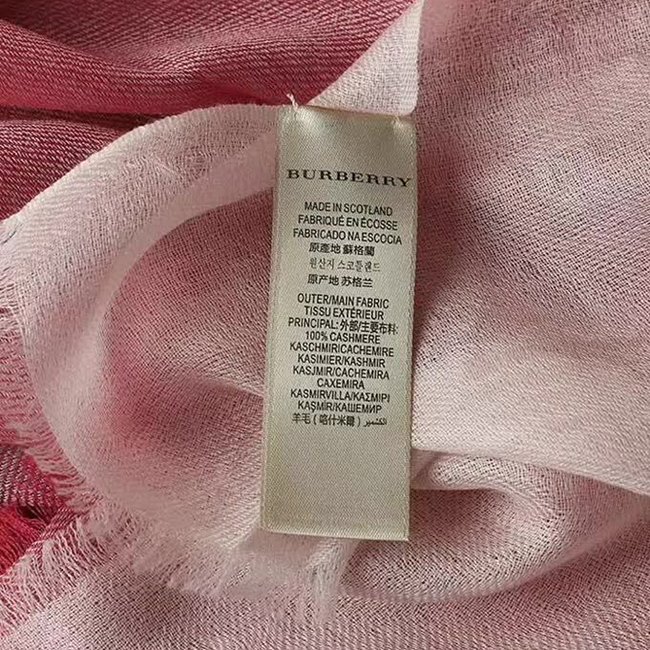 BURBERRY
MADE IN SCOTLAND
FABRIQUÉ EN ÉCOSSE
FABRICADO NA ESCOCIA
原產地 蘇格蘭
원산지 스코틀랜드
原产地 苏格兰
OUTER/MAIN FABRIC
TISSU EXTÉRIEUR
PRINCIPAL: 外部/主要布料:
100% CASHMERE
KASCHMIR/CACHEMIRE
KASIMIER/KASHMIR
KASJMIR/CACHEMIRA
CAXEMIRA
KASMIRVILLA/ΚΑΣΜΙΡΙ
KAŞMİR/КАШЕМИР
羊毛 ( 喀什米爾 ) الكشمير